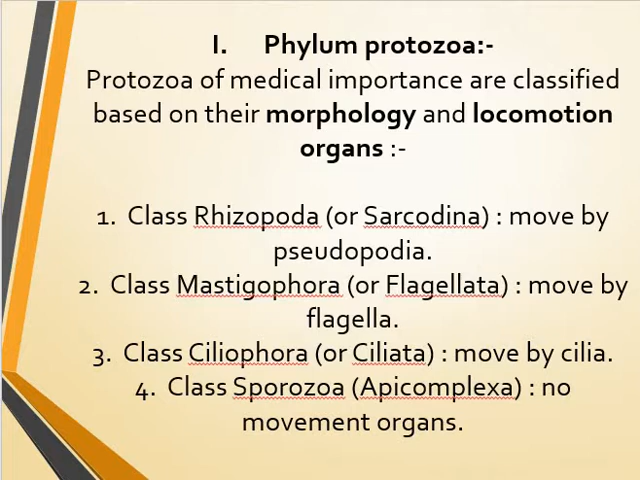 I. Phylum protozoa:-
Protozoa of medical importance are classified
based on their morphology and locomotion
organs :-
1. Class Rhizopoda (or Sarcodina) : move by
pseudopodia.
2. Class Mastigophora (or Flagellata) : move by
flagella.
3. Class Ciliophora (or Ciliata) : move by cilia.
4. Class Sporozoa (Apicomplexa) : no
movement organs.